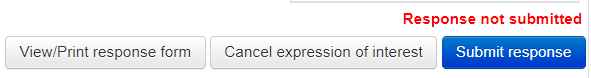 Response not submitted
View/Print response form Cancel expression of interest Submit response